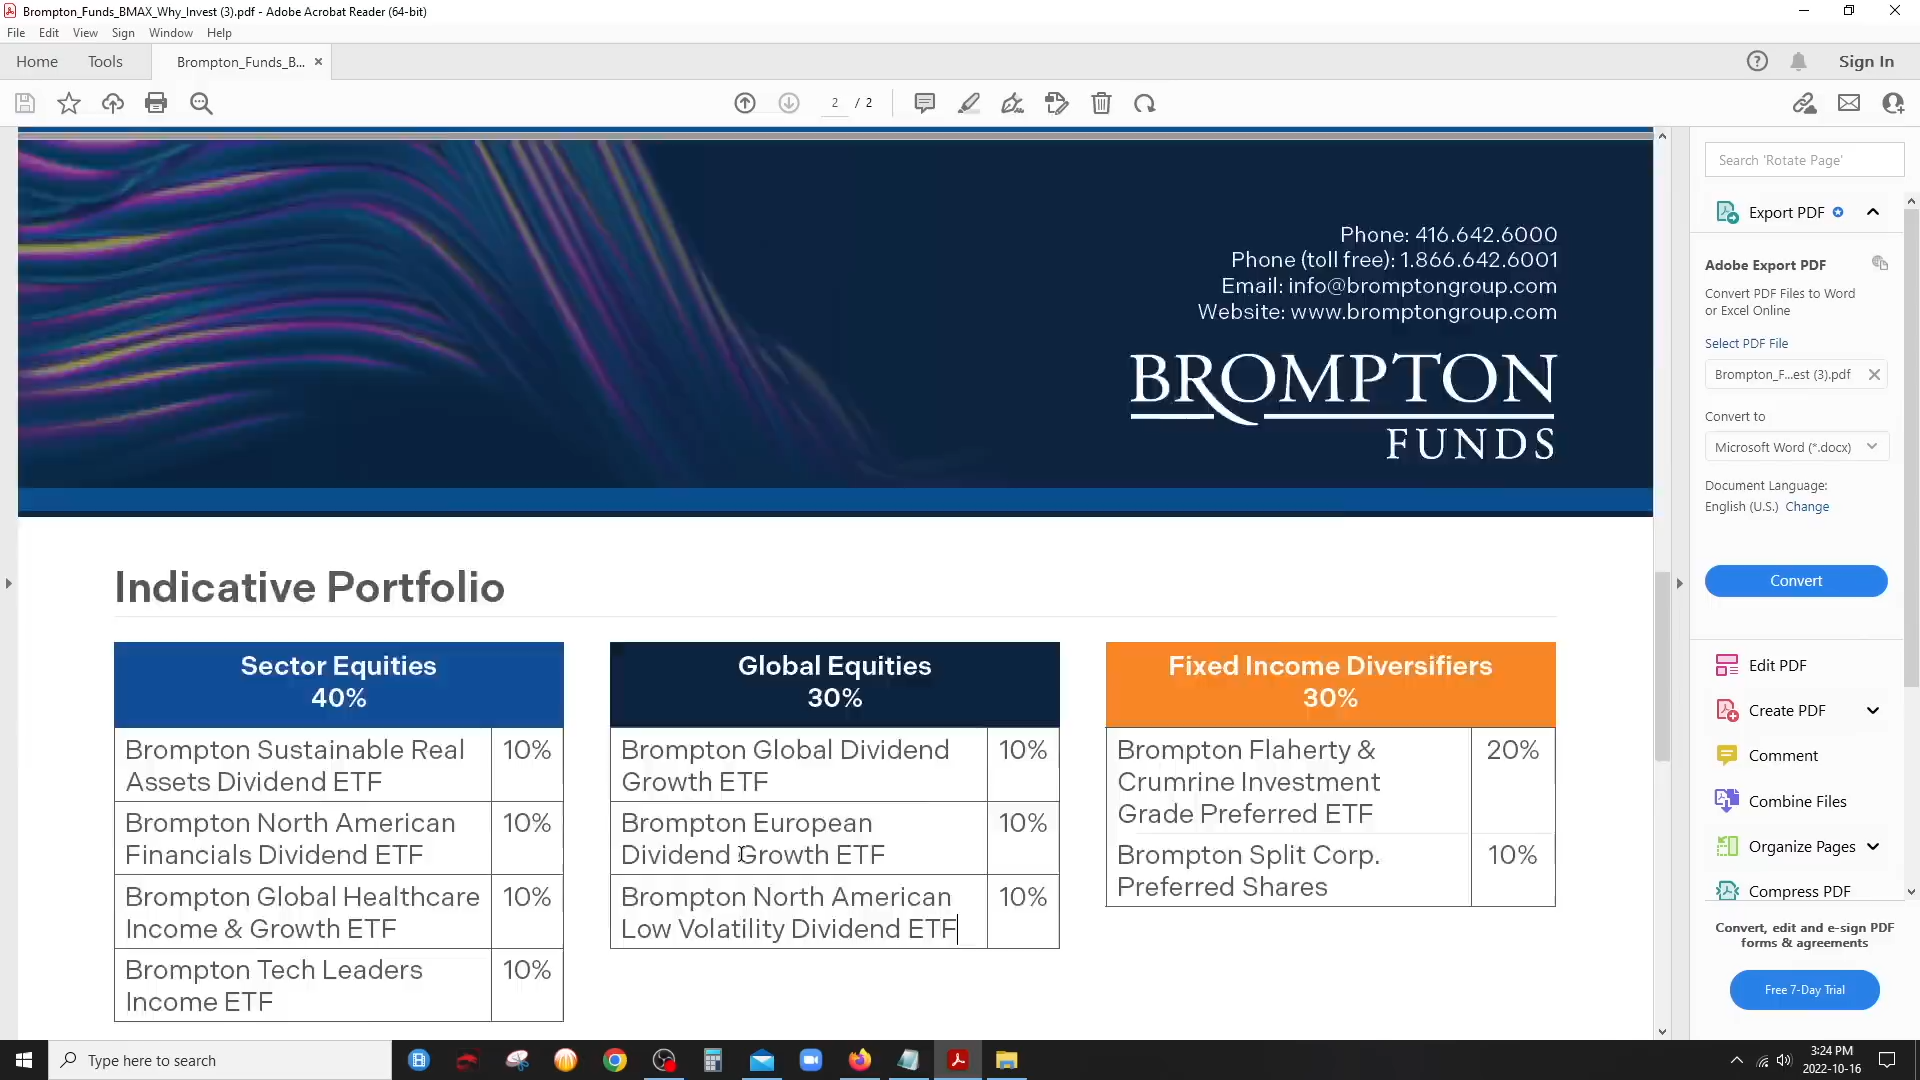 Brompton_Funds_BMAX_Why_Invest (3).pdf - Adobe Acrobat Reader (64-bit)
File Edit View Sign Window Help
Home Tools Brompton_Funds_B... × Sign In
2 / 2
Search 'Rotate Page'
Phone: 416.642.6000
Phone (toll free): 1.866.642.6001
Email: info@bromptongroup.com
Website: www.bromptongroup.com
BROMPTON
FUNDS
Indicative Portfolio
Sector Equities
40%
Brompton Sustainable Real 10%
Assets Dividend ETF
Brompton North American 10%
Financials Dividend ETF
Brompton Global Healthcare 10%
Income & Growth ETF
Brompton Tech Leaders 10%
Income ETF
Global Equities
30%
Brompton Global Dividend 10%
Growth ETF
Brompton European 10%
Dividend Growth ETF
Brompton North American 10%
Low Volatility Dividend ETF
Fixed Income Diversifiers
30%
Brompton Flaherty & 20%
Crumrine Investment
Grade Preferred ETF
Brompton Split Corp. 10%
Preferred Shares
Export PDF
Adobe Export PDF
Convert PDF Files to Word
or Excel Online
Select PDF File
Brompton_F...est (3).pdf
Convert to
Microsoft Word (*.docx)
Document Language:
English (U.S.) Change
Convert
Edit PDF
Create PDF
Comment
Combine Files
Organize Pages
Compress PDF
Convert, edit and e-sign PDF
forms & agreements
Free 7-Day Trial
Type here to search
3:24 PM
2022-10-16